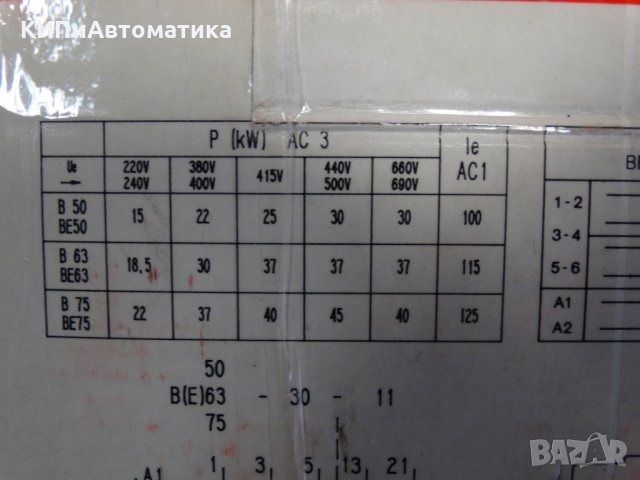 КИПиАвтоматика
КИПиАвтоматика
P (kW) AC 3 Ie
Ue 220V 380V 415V 440V 660V AC1
→ 240V 400V 500V 690V
B 50 15 22 25 30 30 100
BE50
B 63 18,5 30 37 37 37 115
BE63
B 75 22 37 40 45 40 125
BE75
1-2
3-4
5-6
A1
A2
50
B(E)63 - 30 - 11
75
A1 1 3 5 13 21
BAZAR